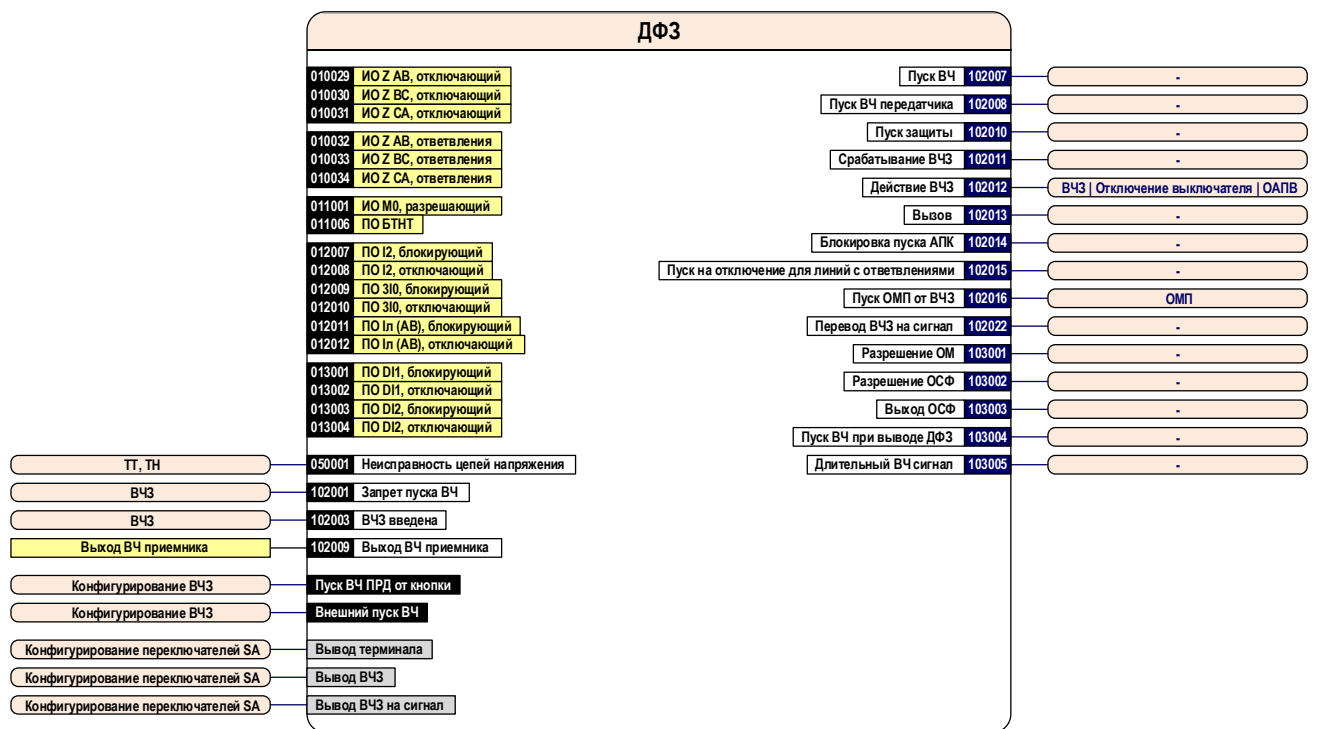 ДФЗ
010029 ИО Z AB, отключающий
010030 ИО Z BC, отключающий
010031 ИО Z CA, отключающий
010032 ИО Z AB, ответвления
010033 ИО Z BC, ответвления
010034 ИО Z CA, ответвления
011001 ИО M0, разрешающий
011006 ПО БТНТ
012007 ПО I2, блокирующий
012008 ПО I2, отключающий
012009 ПО 3I0, блокирующий
012010 ПО 3I0, отключающий
012011 ПО Iл (AB), блокирующий
012012 ПО Iл (AB), отключающий
013001 ПО DI1, блокирующий
013002 ПО DI1, отключающий
013003 ПО DI2, блокирующий
013004 ПО DI2, отключающий
ТТ, ТН 050001 Неисправность цепей напряжения
ВЧЗ 102001 Запрет пуска ВЧ
ВЧЗ 102003 ВЧЗ введена
Выход ВЧ приемника 102009 Выход ВЧ приемника
Конфигурирование ВЧЗ Пуск ВЧ ПРД от кнопки
Конфигурирование ВЧЗ Внешний пуск ВЧ
Конфигурирование переключателей SA Вывод терминала
Конфигурирование переключателей SA Вывод ВЧЗ
Конфигурирование переключателей SA Вывод ВЧЗ на сигнал
Пуск ВЧ 102007 -
Пуск ВЧ передатчика 102008 -
Пуск защиты 102010 -
Срабатывание ВЧЗ 102011 -
Действие ВЧЗ 102012 ВЧЗ | Отключение выключателя | ОАПВ
Вызов 102013 -
Блокировка пуска АПК 102014 -
Пуск на отключение для линий с ответвлениями 102015 -
Пуск ОМП от ВЧЗ 102016 ОМП
Перевод ВЧЗ на сигнал 102022 -
Разрешение ОМ 103001 -
Разрешение ОСФ 103002 -
Выход ОСФ 103003 -
Пуск ВЧ при выводе ДФЗ 103004 -
Длительный ВЧ сигнал 103005 -